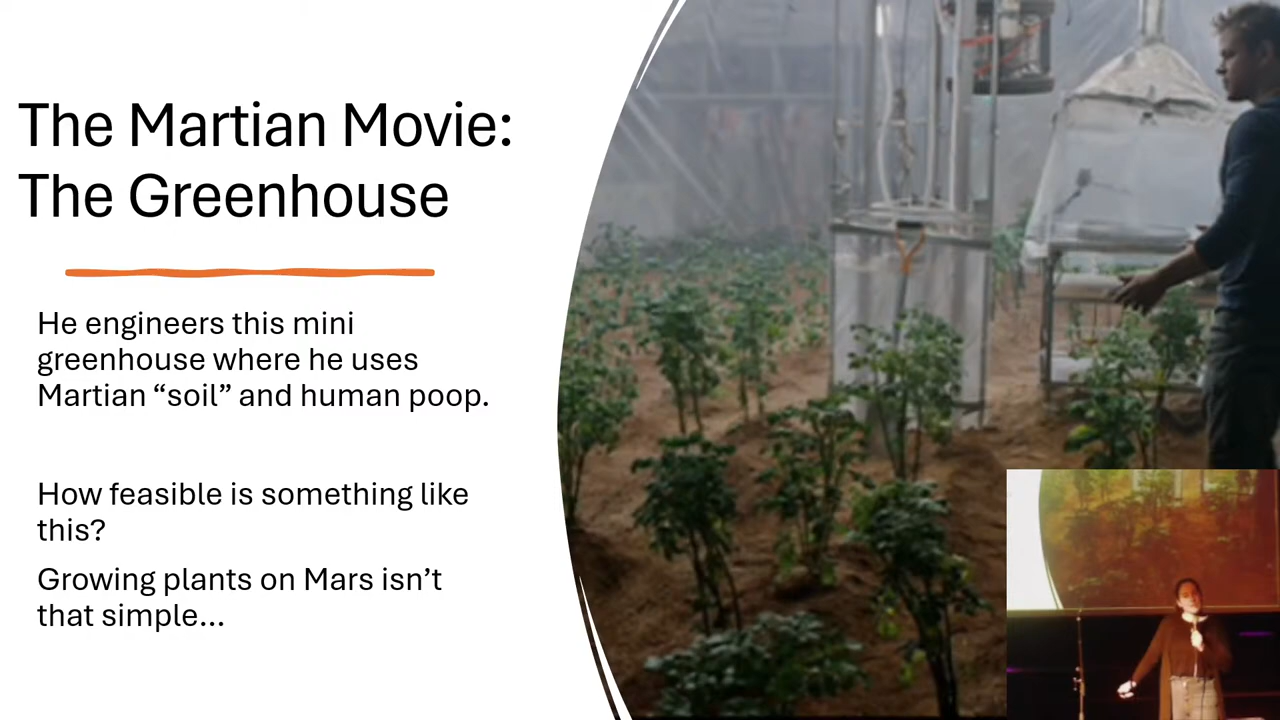 The Martian Movie:
The Greenhouse
He engineers this mini
greenhouse where he uses
Martian “soil” and human poop.
How feasible is something like
this?
Growing plants on Mars isn’t
that simple...